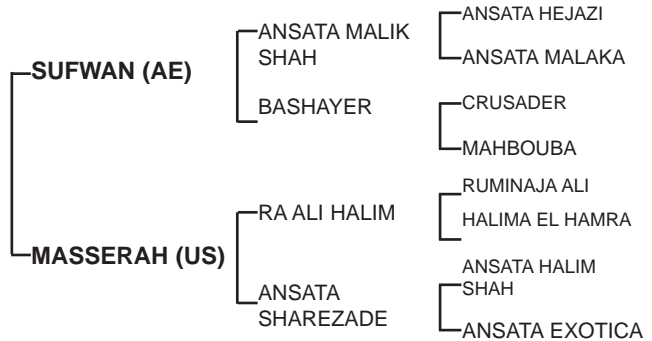 SUFWAN (AE)
ANSATA MALIK
SHAH
ANSATA HEJAZI
ANSATA MALAKA
BASHAYER
CRUSADER
MAHBOUBA
MASSERAH (US)
RA ALI HALIM
RUMINAJA ALI
HALIMA EL HAMRA
ANSATA
SHAREZADE
ANSATA HALIM
SHAH
ANSATA EXOTICA